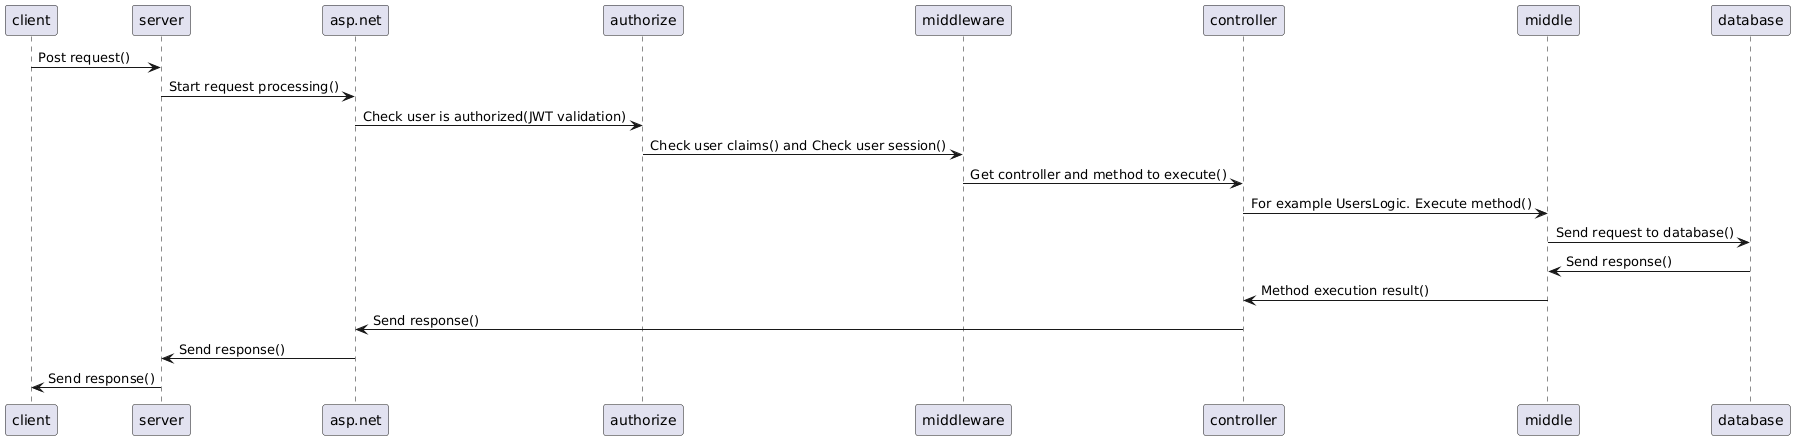 client server asp.net authorize middleware controller middle database
Post request()
Start request processing()
Check user is authorized(JWT validation)
Check user claims() and Check user session()
Get controller and method to execute()
For example UsersLogic. Execute method()
Send request to database()
Send response()
Method execution result()
Send response()
Send response()
Send response()
client server asp.net authorize middleware controller middle database